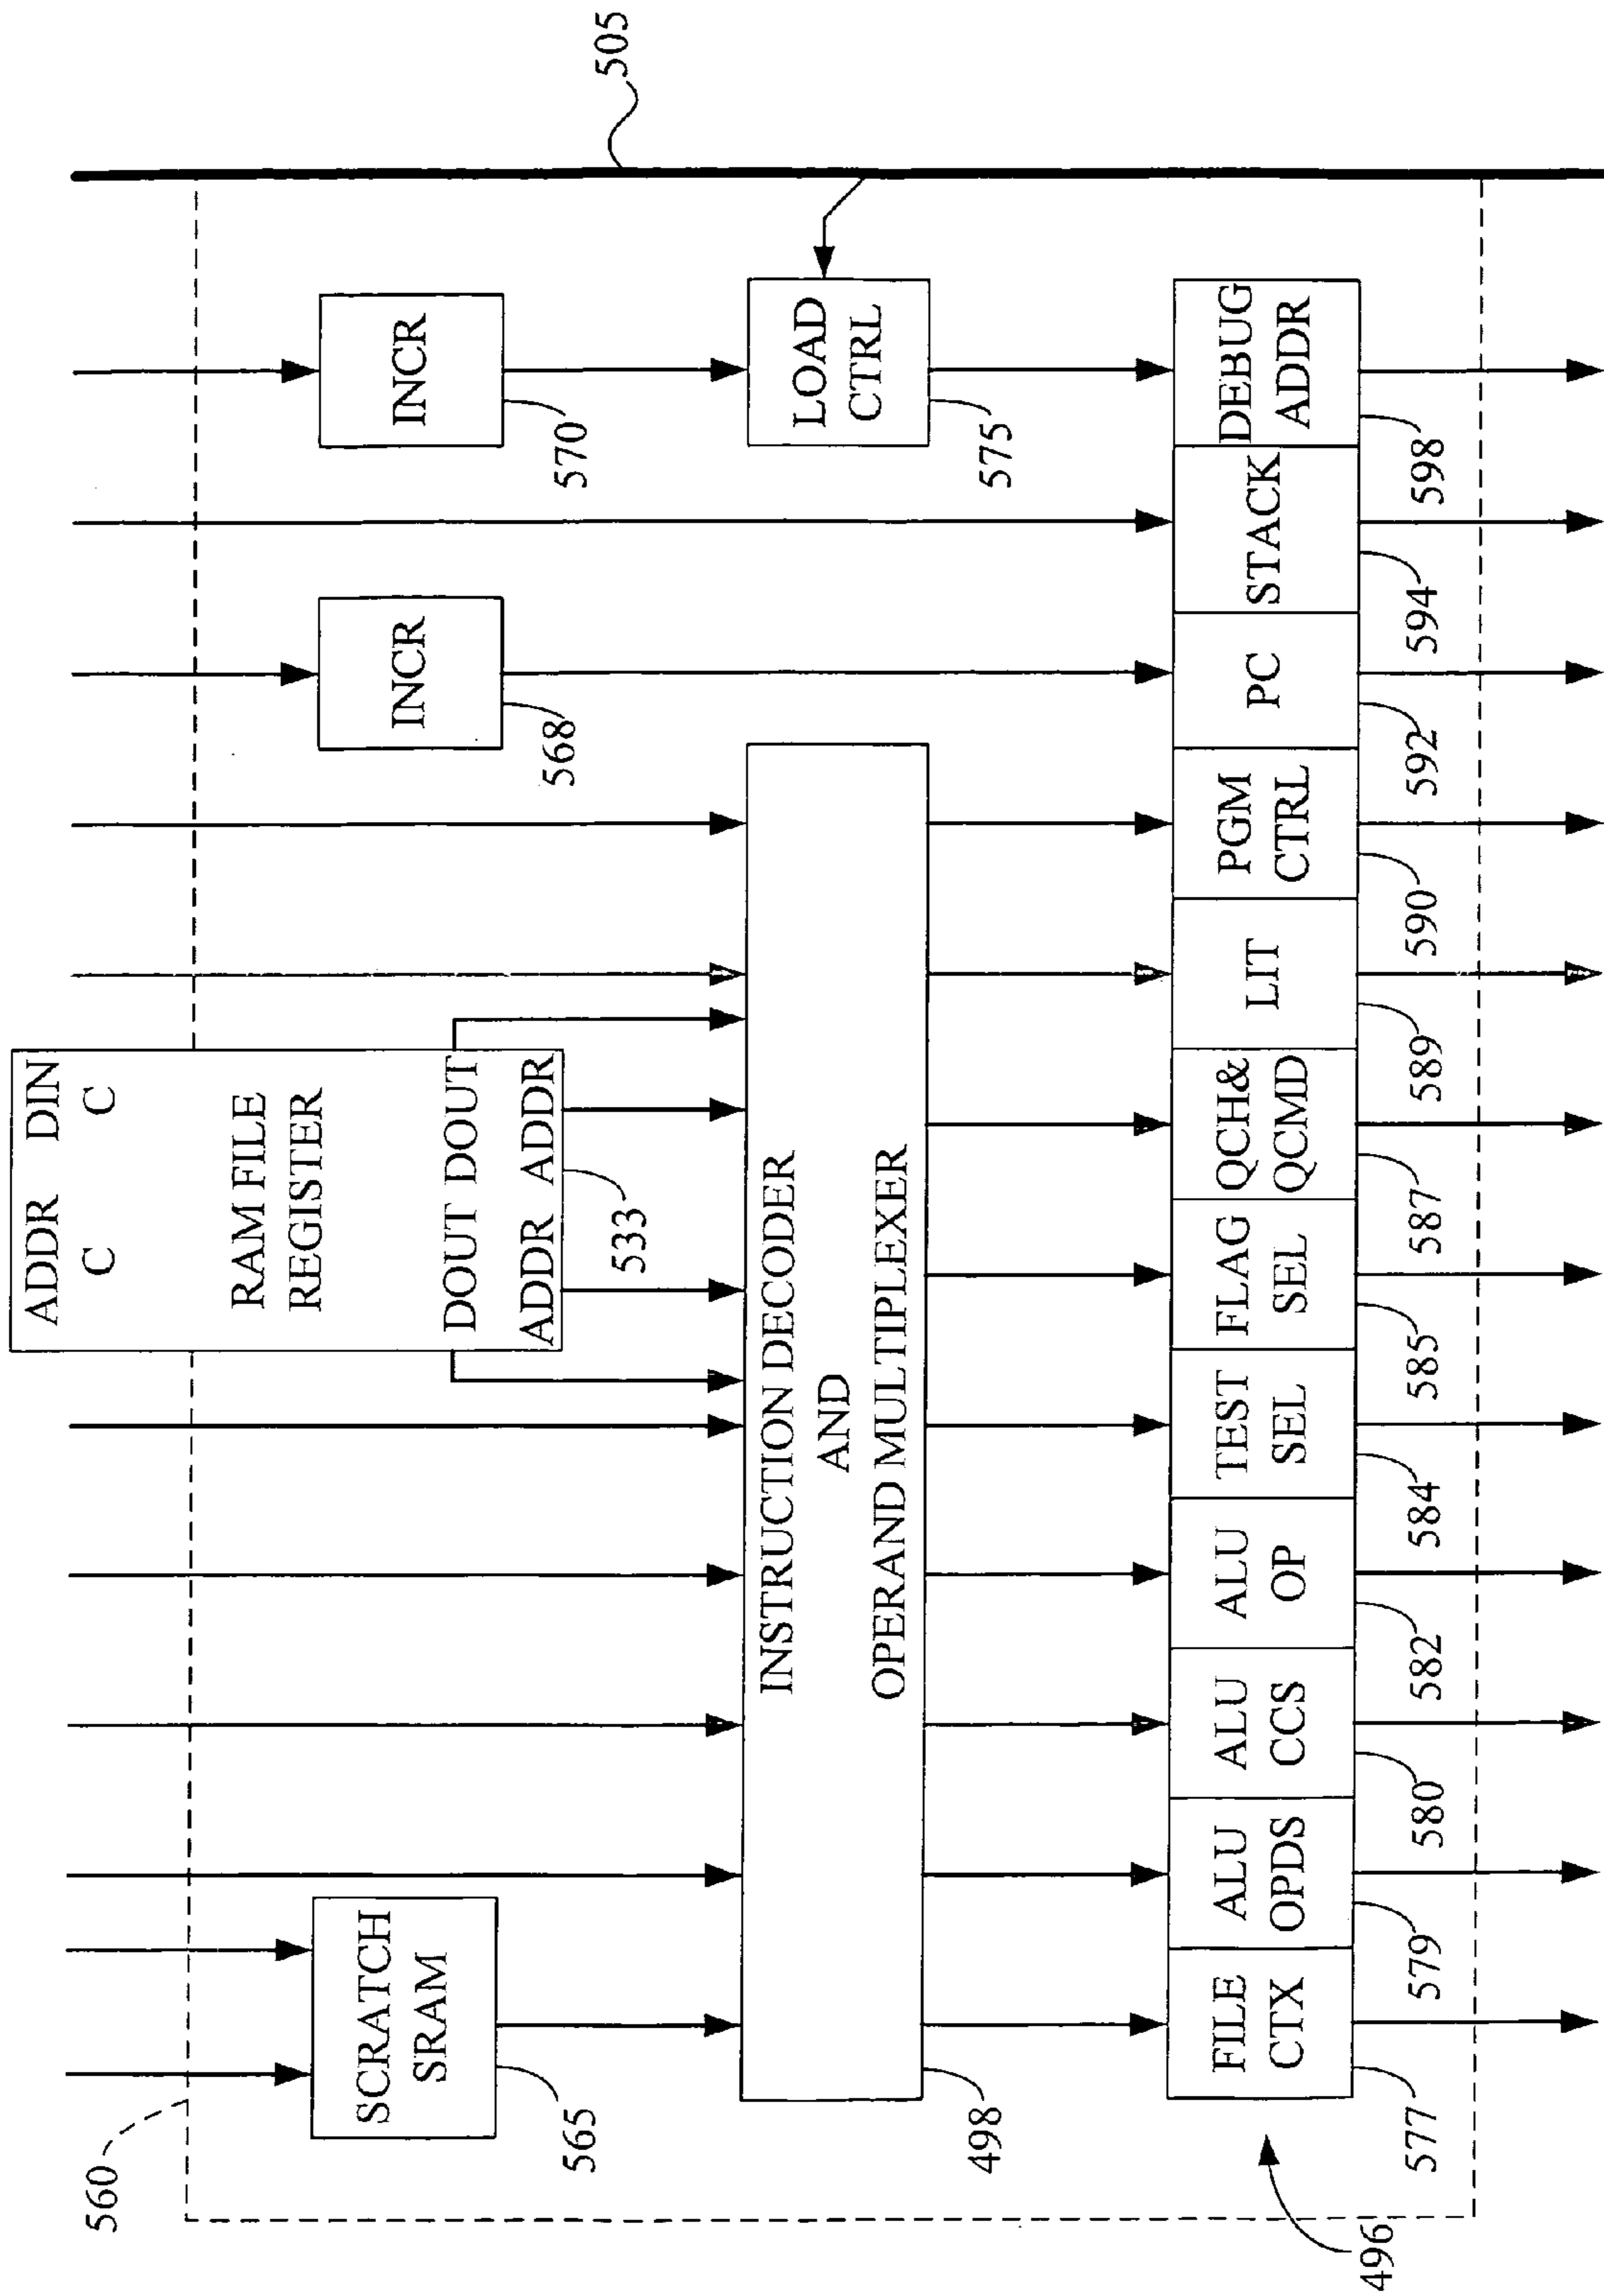 505
560
ADDR DIN
C C
RAM FILE
REGISTER
DOUT DOUT
ADDR ADDR
533
SCRATCH
SRAM
565
INCR
568
INCR
570
INSTRUCTION DECODER
AND
OPERAND MULTIPLEXER
498
LOAD
CTRL
575
FILE
CTX
577
ALU
OPDS
579
ALU
CCS
580
ALU
OP
582
TEST
SEL
584
FLAG
SEL
585
QCH&
QCMD
587
LIT
589
PGM
CTRL
590
PC
592
STACK
594
DEBUG
ADDR
598
496